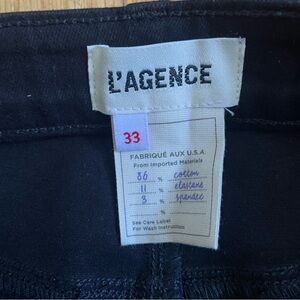 L'AGENCE
33
FABRIQUÉ AUX U.S.A.
From Imported Materials
86 % cotton
11 % elastane
3 % spandex
%
See Care Label
For Wash Instruction